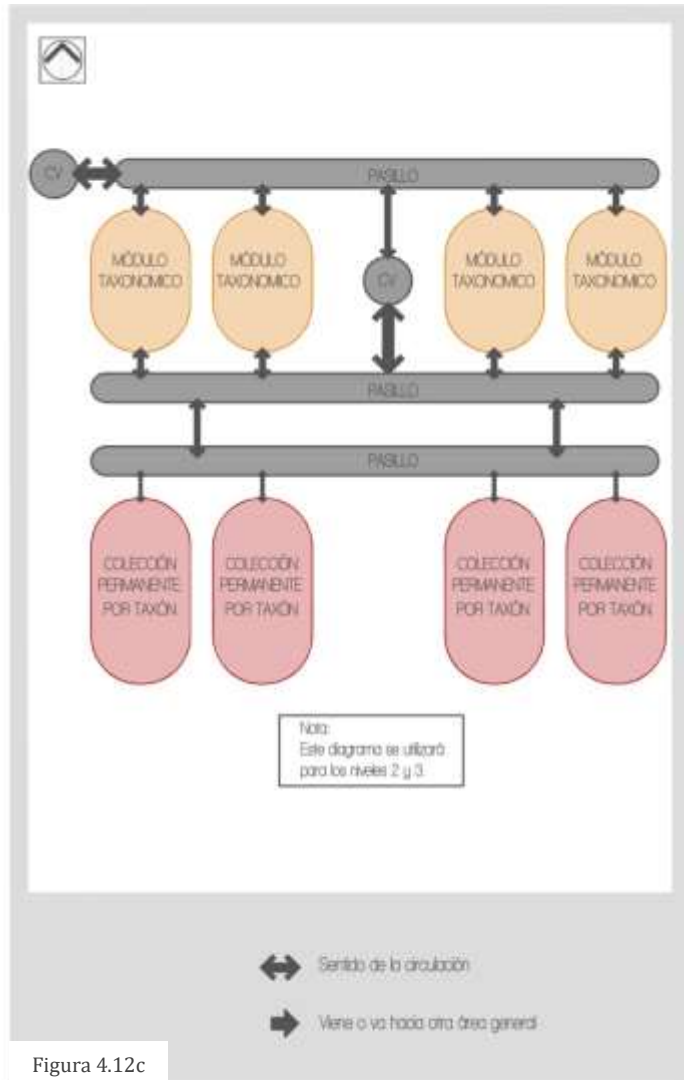 CV
PASILLO
MÓDULO
TAXONOMICO
MÓDULO
TAXONOMICO
CV
MÓDULO
TAXONOMICO
MÓDULO
TAXONOMICO
PASILLO
PASILLO
COLECCIÓN
PERMANENTE
POR TAXÓN
COLECCIÓN
PERMANENTE
POR TAXÓN
COLECCIÓN
PERMANENTE
POR TAXÓN
COLECCIÓN
PERMANENTE
POR TAXÓN
Nota:
Este diagrama se utilizará
para los niveles 2 y 3.
Sentido de la circulación
Viene o va hacia otra área general
Figura 4.12c